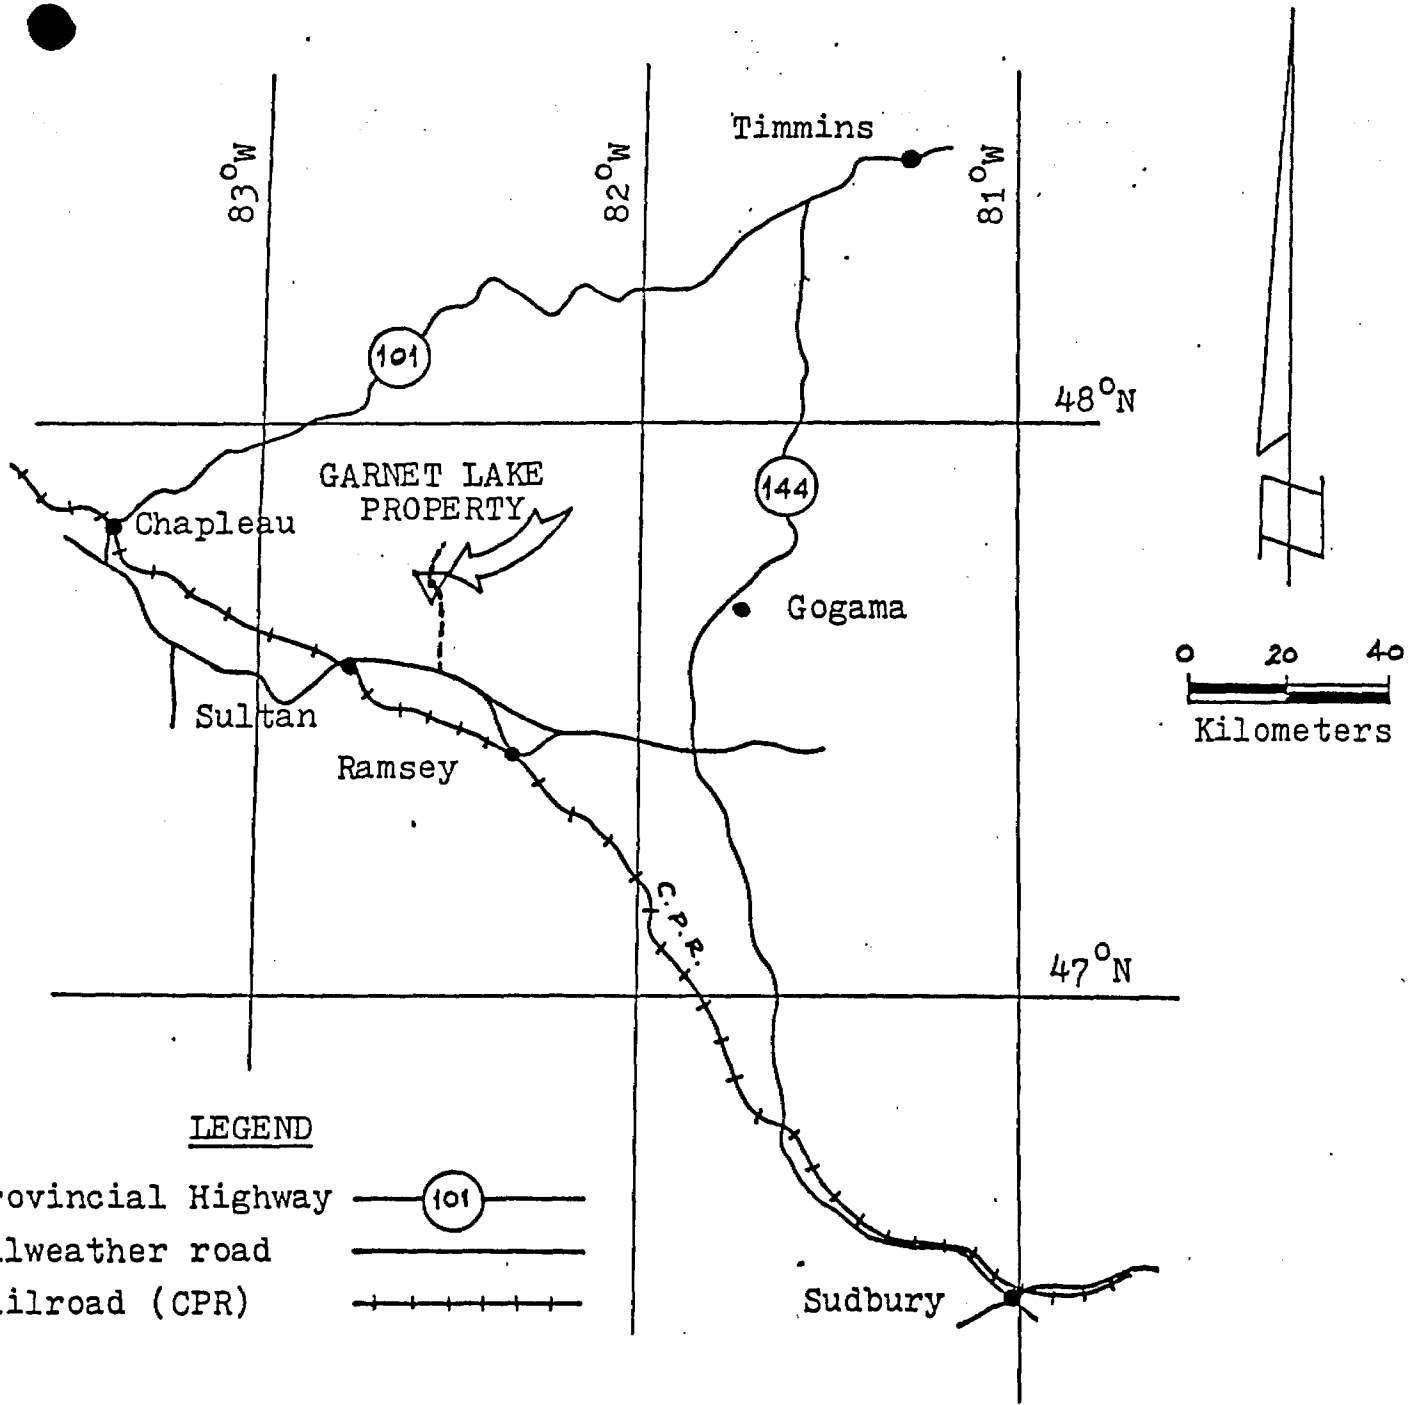 Timmins
83°W
82°W
81°W
101
48°N
GARNET LAKE
PROPERTY
144
Chapleau
Gogama
0 20 40
Kilometers
Sultan
Ramsey
C.P.R.
47°N
LEGEND
rovincial Highway 101
lweather road
ilroad (CPR)
Sudbury